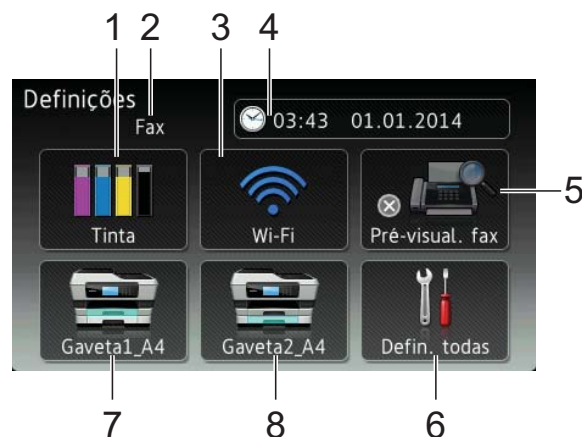 1 2 3 4
Definições
Fax
03:43 01.01.2014
5
Tinta
Wi-Fi
Pré-visual. fax
Gaveta1_A4
Gaveta2_A4
Defin. todas
7 8 6